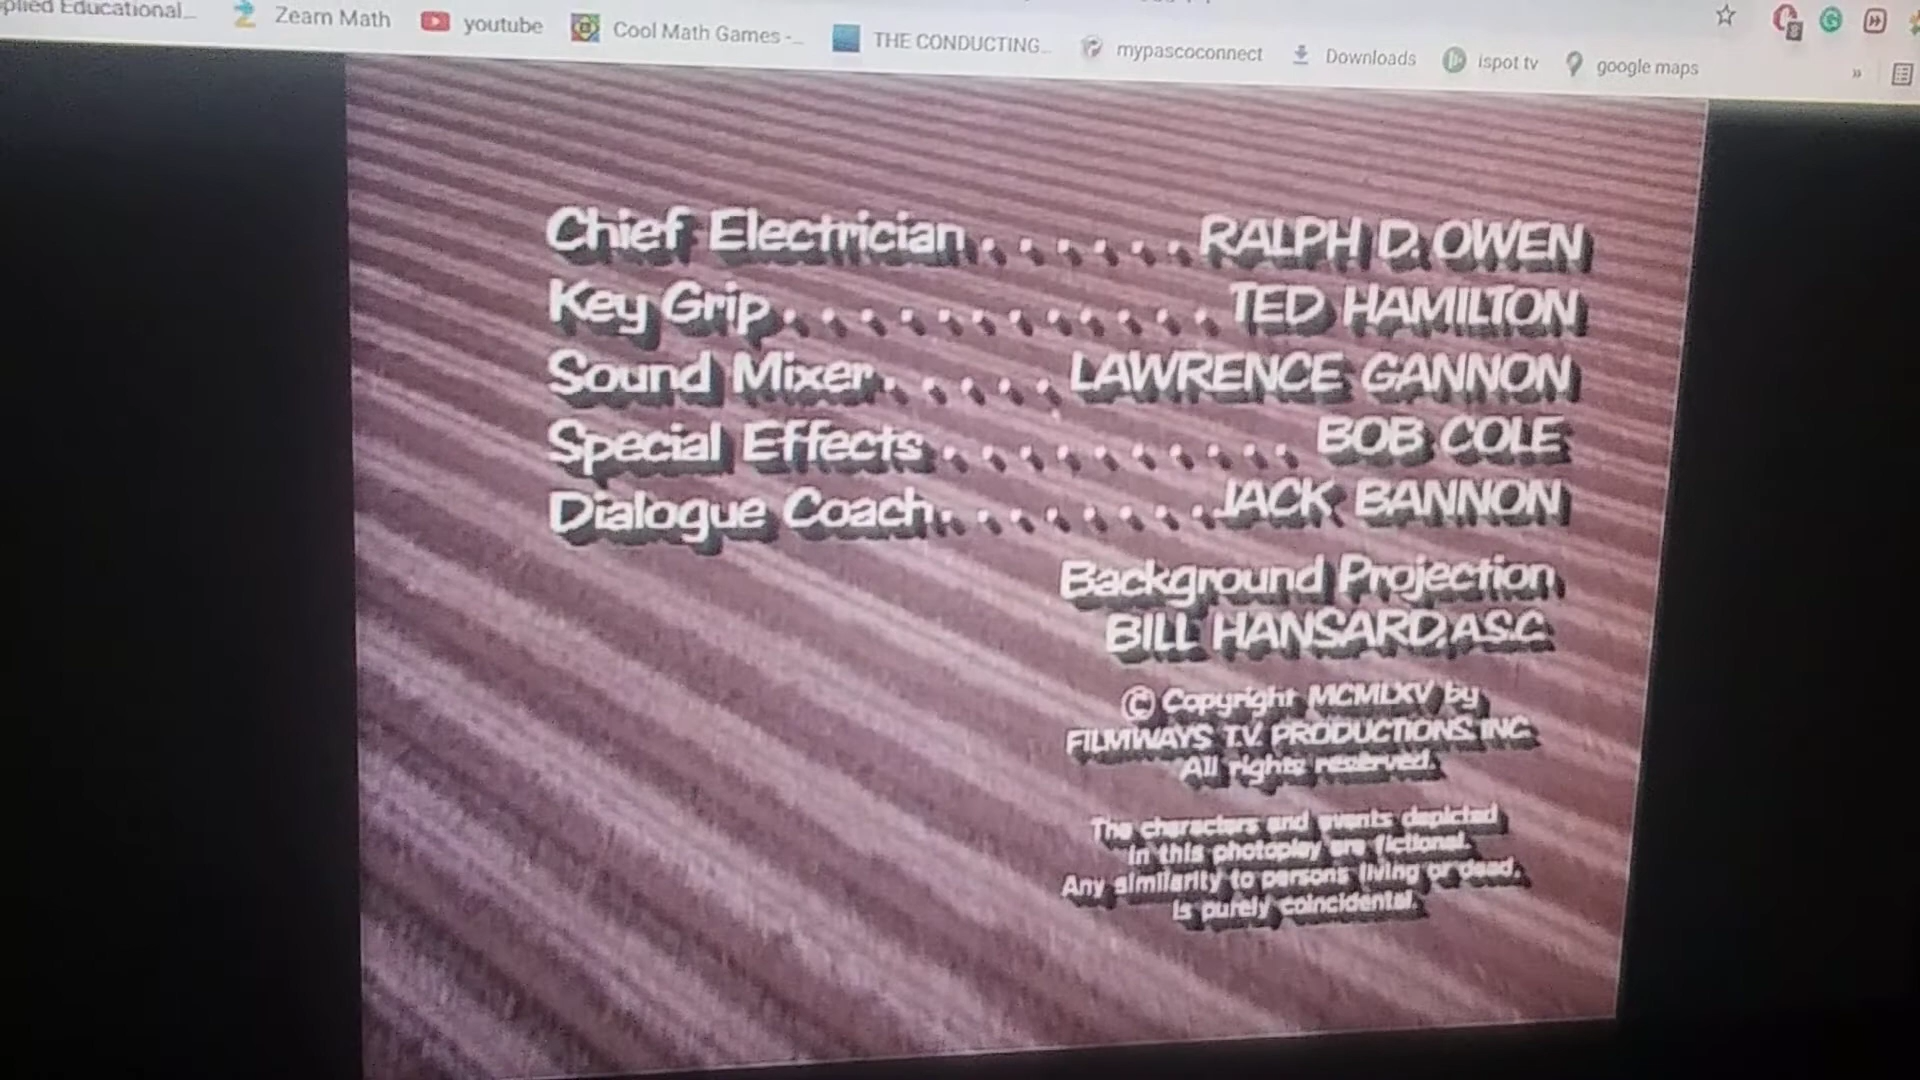 plied Educational...
Zearn Math
youtube
Cool Math Games -...
THE CONDUCTING...
mypascoconnect
Downloads
ispot tv
google maps
»
Chief Electrician.......RALPH D. OWEN
Key Grip............TED HAMILTON
Sound Mixer.....LAWRENCE GANNON
Special Effects..........BOB COLE
Dialogue Coach........JACK BANNON
Background Projection
BILL HANSARD, A.S.C.
© Copyright MCMLXV by
FILMWAYS T.V. PRODUCTIONS. INC.
All rights reserved.
The characters and events depicted
in this photoplay are fictional.
Any similarity to persons living or dead,
is purely coincidental.